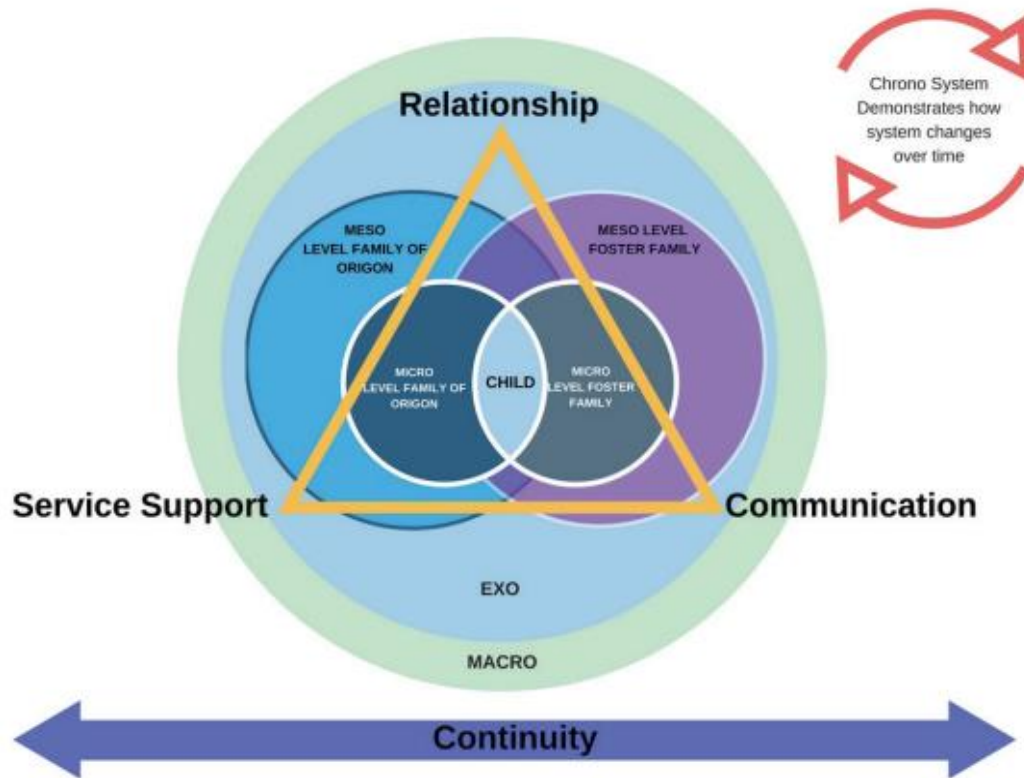 Chrono System
Demonstrates how
system changes
over time
Relationship
MESO
LEVEL FAMILY OF
ORIGON
MESO LEVEL
FOSTER FAMILY
MICRO
LEVEL FAMILY OF
ORIGON
CHILD
MICRO
LEVEL FOSTER
FAMILY
Service Support
Communication
EXO
MACRO
Continuity